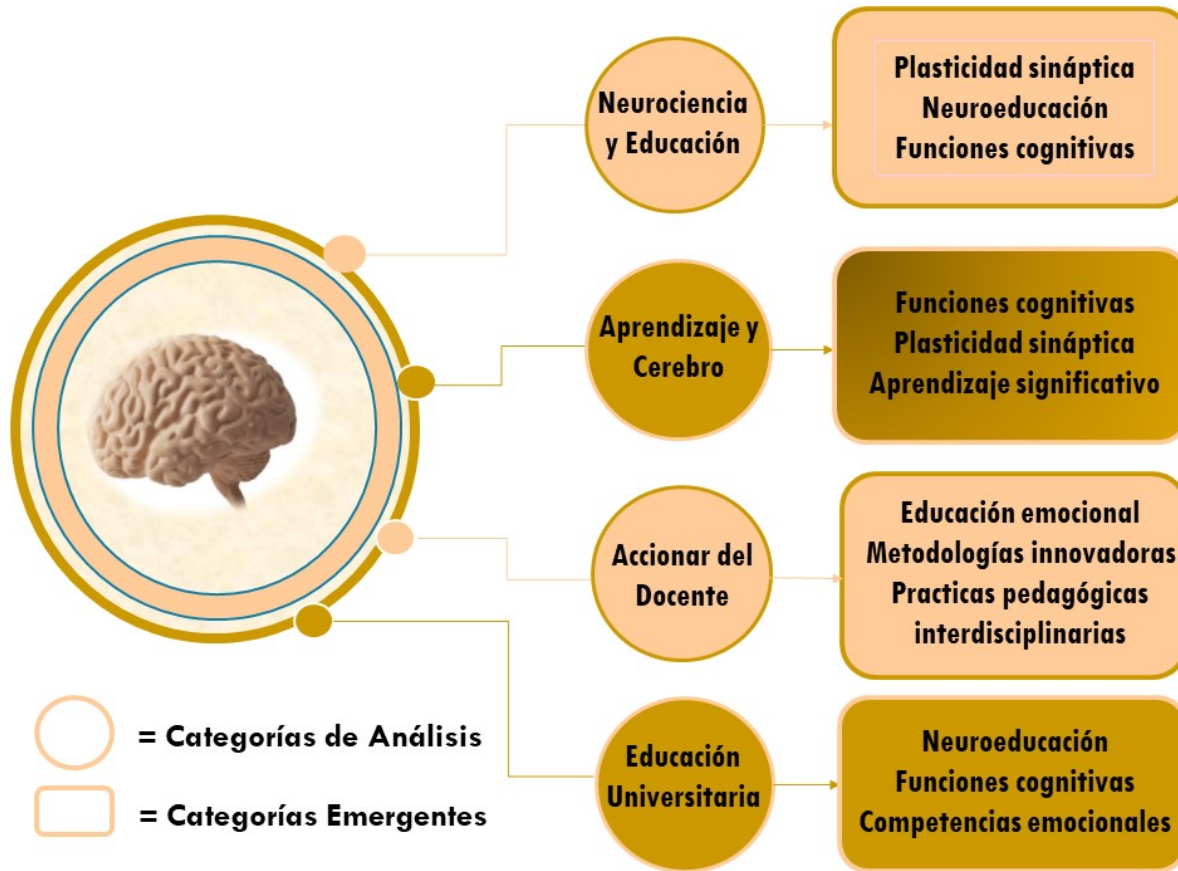 Neurociencia
y Educación
Plasticidad sináptica
Neuroeducación
Funciones cognitivas
Aprendizaje y
Cerebro
Funciones cognitivas
Plasticidad sináptica
Aprendizaje significativo
Accionar del
Docente
Educación emocional
Metodologías innovadoras
Practicas pedagógicas
interdisciplinarias
Educación
Universitaria
Neuroeducación
Funciones cognitivas
Competencias emocionales
= Categorías de Análisis
= Categorías Emergentes